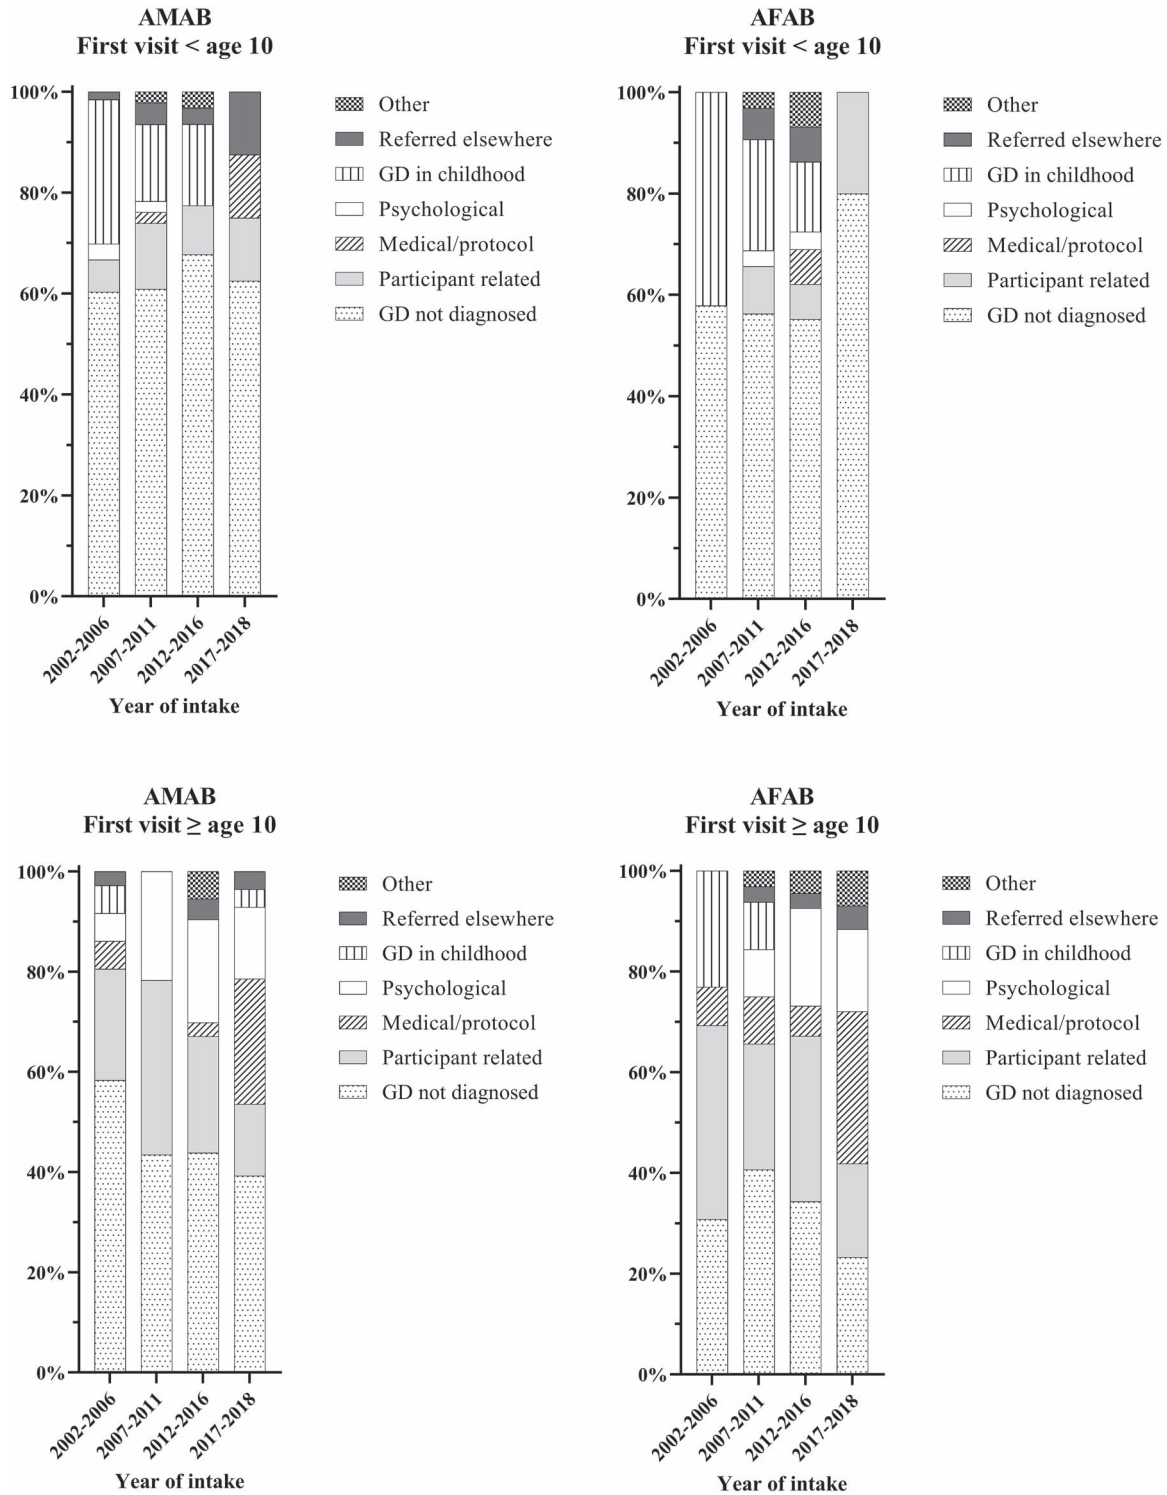 AMAB
First visit < age 10
100%
80%
60%
40%
20%
0%
2002-2006
2007-2011
2012-2016
2017-2018
Year of intake
Other
Referred elsewhere
GD in childhood
Psychological
Medical/protocol
Participant related
GD not diagnosed
AFAB
First visit < age 10
100%
80%
60%
40%
20%
0%
2002-2006
2007-2011
2012-2016
2017-2018
Year of intake
Other
Referred elsewhere
GD in childhood
Psychological
Medical/protocol
Participant related
GD not diagnosed
AMAB
First visit ≥ age 10
100%
80%
60%
40%
20%
0%
2002-2006
2007-2011
2012-2016
2017-2018
Year of intake
Other
Referred elsewhere
GD in childhood
Psychological
Medical/protocol
Participant related
GD not diagnosed
AFAB
First visit ≥ age 10
100%
80%
60%
40%
20%
0%
2002-2006
2007-2011
2012-2016
2017-2018
Year of intake
Other
Referred elsewhere
GD in childhood
Psychological
Medical/protocol
Participant related
GD not diagnosed